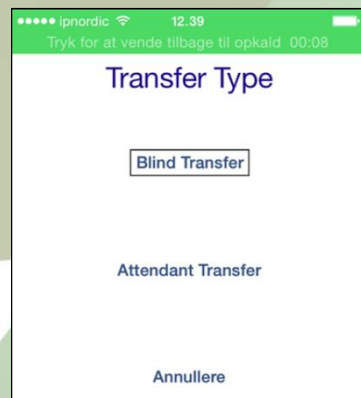 ipnordic 12.39
Tryk for at vende tilbage til opkald 00:08
Transfer Type
Blind Transfer
Attendant Transfer
Annullere